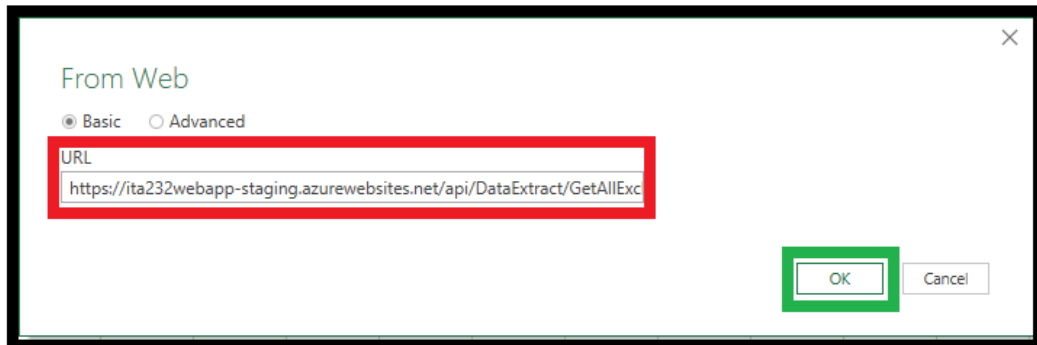 From Web
Basic Advanced
URL
https://ita232webapp-staging.azurewebsites.net/api/DataExtract/GetAllExc
OK Cancel